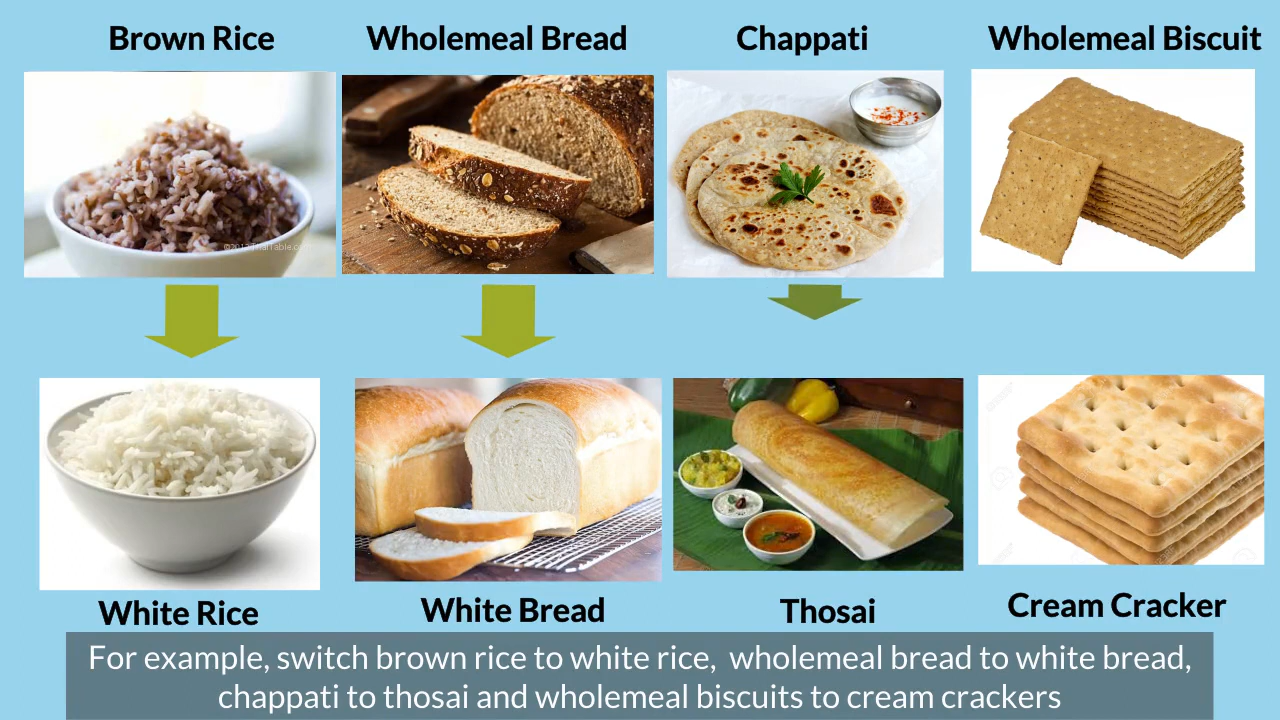 Brown Rice
Wholemeal Bread
Chappati
Wholemeal Biscuit
White Rice
White Bread
Thosai
Cream Cracker
For example, switch brown rice to white rice,  wholemeal bread to white bread,
chappati to thosai and wholemeal biscuits to cream crackers